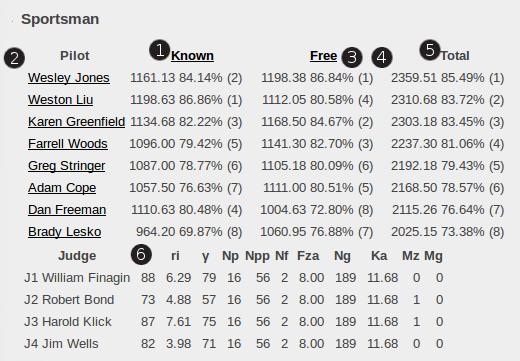 Sportsman
1 Known Free 3 4 5 Total
2 Pilot
Wesley Jones 1161.13 84.14% (2) 1198.38 86.84% (1) 2359.51 85.49% (1)
Weston Liu 1198.63 86.86% (1) 1112.05 80.58% (4) 2310.68 83.72% (2)
Karen Greenfield 1134.68 82.22% (3) 1168.50 84.67% (2) 2303.18 83.45% (3)
Farrell Woods 1096.00 79.42% (5) 1141.30 82.70% (3) 2237.30 81.06% (4)
Greg Stringer 1087.00 78.77% (6) 1105.18 80.09% (6) 2192.18 79.43% (5)
Adam Cope 1057.50 76.63% (7) 1111.00 80.51% (5) 2168.50 78.57% (6)
Dan Freeman 1110.63 80.48% (4) 1004.63 72.80% (8) 2115.26 76.64% (7)
Brady Lesko 964.20 69.87% (8) 1060.95 76.88% (7) 2025.15 73.38% (8)
Judge 6 ri γ Np Npp Nf Fza Ng Ka Mz Mg
J1 William Finagin 88 6.29 79 16 56 2 8.00 189 11.68 0 0
J2 Robert Bond 73 4.88 57 16 56 2 8.00 189 11.68 1 0
J3 Harold Klick 87 7.61 75 16 56 2 8.00 189 11.68 1 0
J4 Jim Wells 82 3.98 71 16 56 2 8.00 189 11.68 0 0